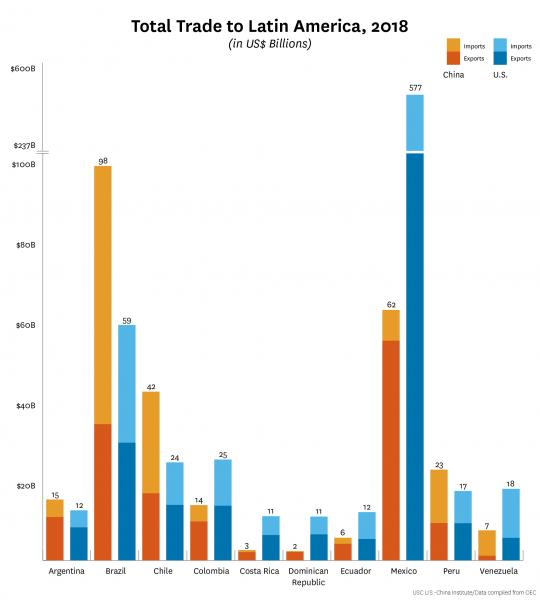 Total Trade to Latin America, 2018
(in US$ Billions)
Imports
Exports
China
Imports
Exports
U.S.
$600B
$237B
$100B
$80B
$60B
$40B
$20B
15
12
98
59
42
24
14
25
3
11
2
11
6
12
62
577
23
17
7
18
Argentina
Brazil
Chile
Colombia
Costa Rica
Dominican
Republic
Ecuador
Mexico
Peru
Venezuela
USC U.S.-China Institute/Data compiled from OEC